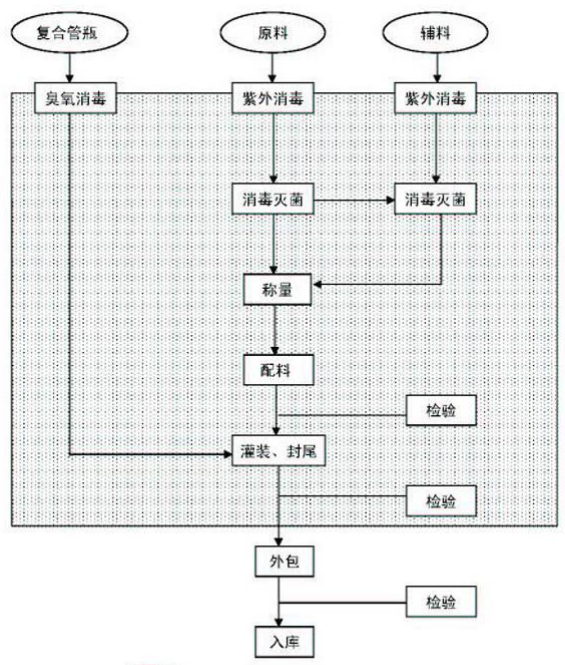 复合管瓶
原料
辅料
臭氧消毒
紫外消毒
紫外消毒
消毒灭菌
消毒灭菌
称量
配料
检验
灌装、封尾
检验
外包
检验
入库